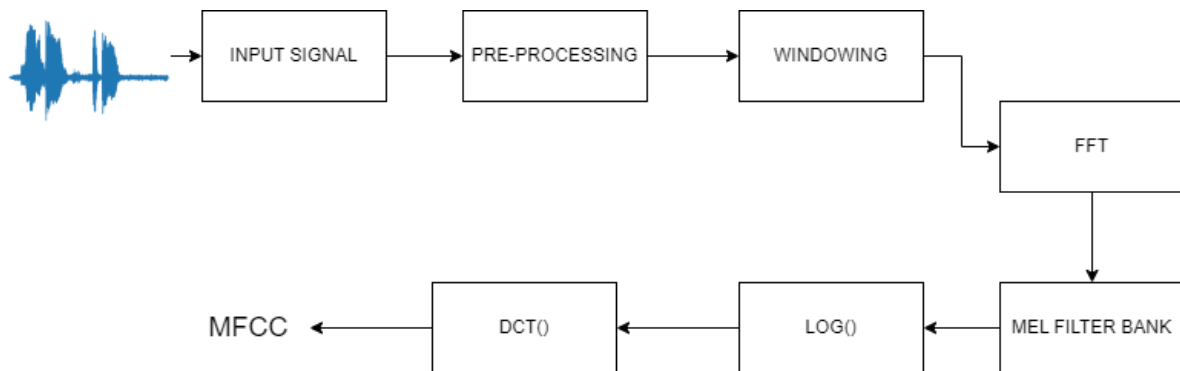 INPUT SIGNAL
PRE-PROCESSING
WINDOWING
FFT
MEL FILTER BANK
LOG()
DCT()
MFCC